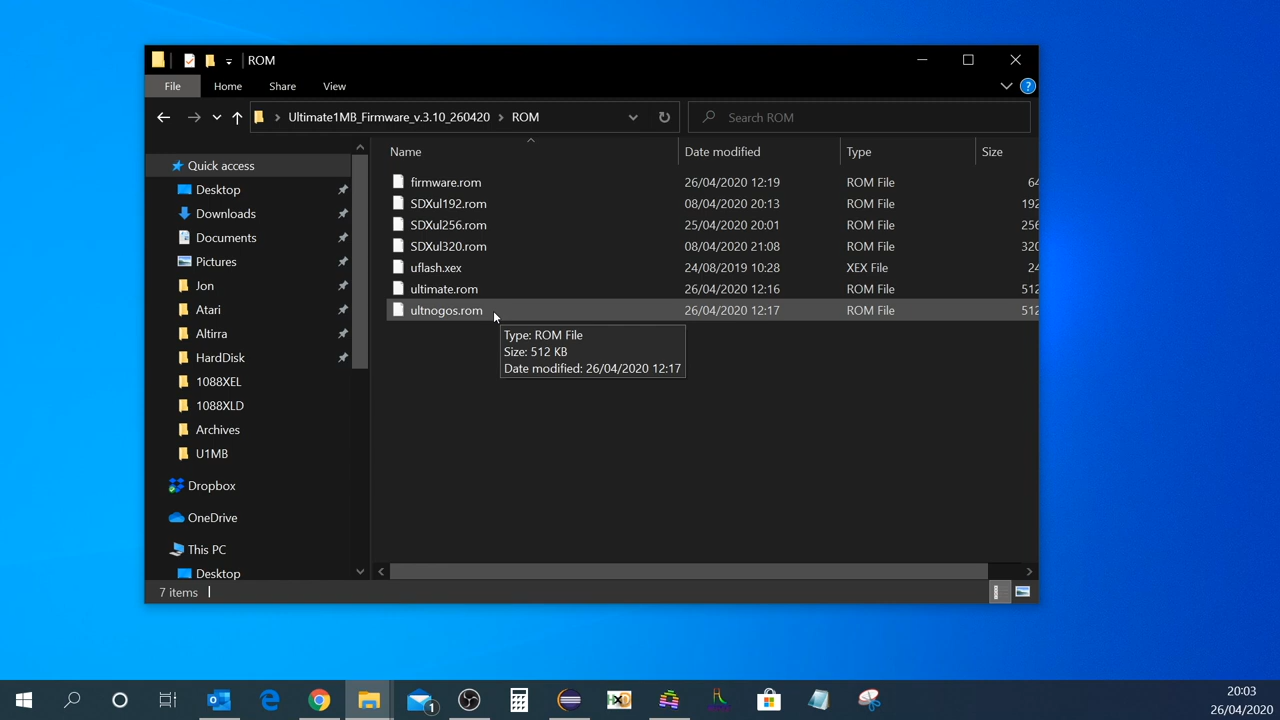 ROM
File Home Share View
Ultimate1MB_Firmware_v.3.10_260420 > ROM
Search ROM
Name Date modified Type Size
Quick access
Desktop
Downloads
Documents
Pictures
Jon
Atari
Altirra
HardDisk
1088XEL
1088XLD
Archives
U1MB
Dropbox
OneDrive
This PC
Desktop
firmware.rom 26/04/2020 12:19 ROM File 64
SDXul192.rom 08/04/2020 20:13 ROM File 192
SDXul256.rom 25/04/2020 20:01 ROM File 256
SDXul320.rom 08/04/2020 21:08 ROM File 320
uflash.xex 24/08/2019 10:28 XEX File 24
ultimate.rom 26/04/2020 12:16 ROM File 512
ultnogos.rom 26/04/2020 12:17 ROM File 512
Type: ROM File
Size: 512 KB
Date modified: 26/04/2020 12:17
7 items
1
20:03
26/04/2020